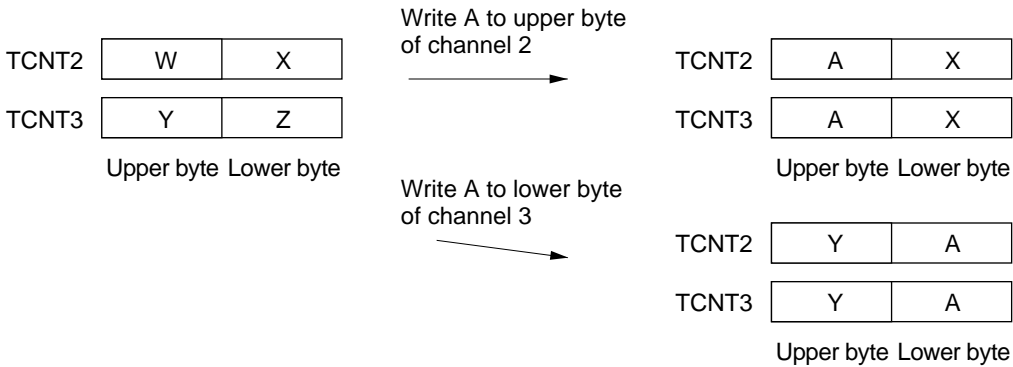 Write A to upper byte
of channel 2
TCNT2 W X
TCNT3 Y Z
Upper byte Lower byte
TCNT2 A X
TCNT3 A X
Upper byte Lower byte
Write A to lower byte
of channel 3
TCNT2 Y A
TCNT3 Y A
Upper byte Lower byte